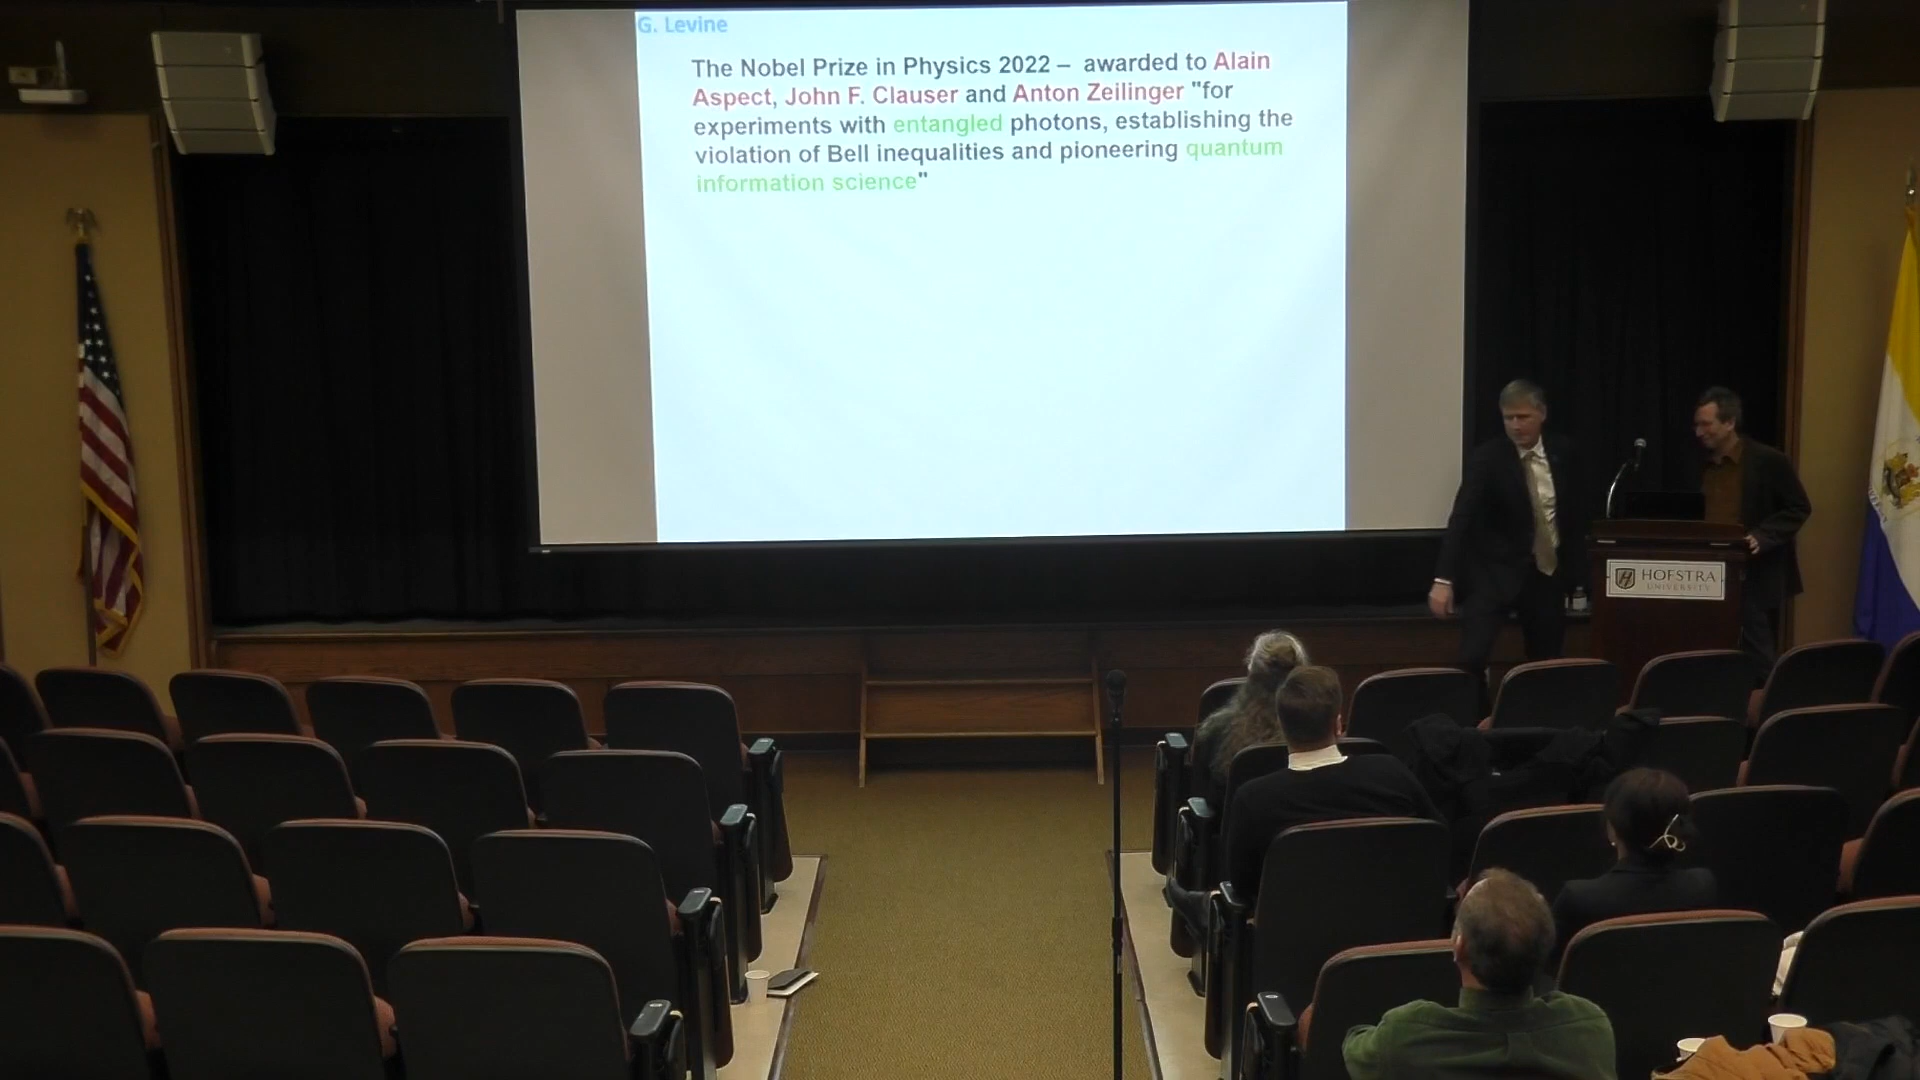 G. Levine
The Nobel Prize in Physics 2022 – awarded to Alain
Aspect, John F. Clauser and Anton Zeilinger "for
experiments with entangled photons, establishing the
violation of Bell inequalities and pioneering quantum
information science"
HOFSTRA
UNIVERSITY